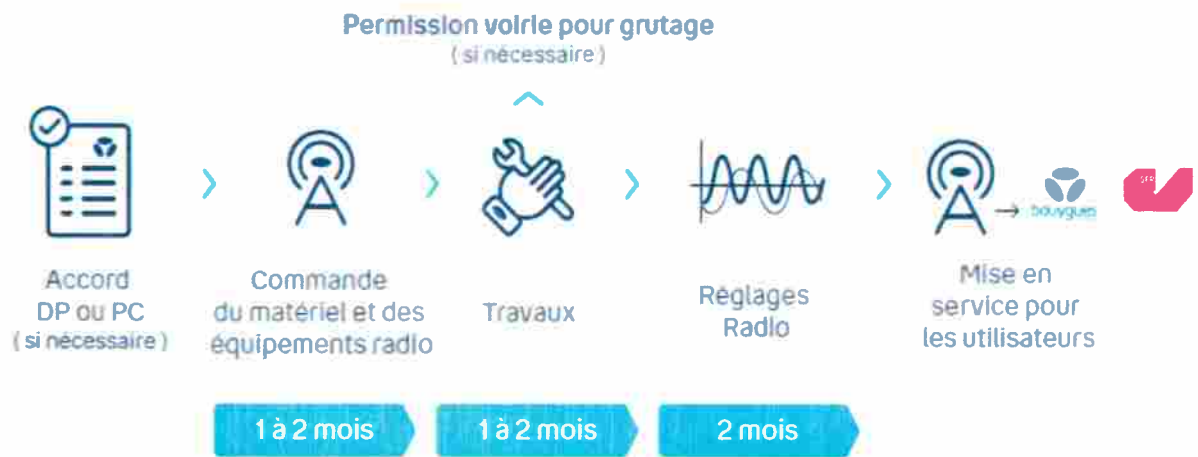 Permission voirie pour grutage
( si nécessaire )
Accord
DP ou PC
( si nécessaire )
Commande
du matériel et des
équipements radio
Travaux
Réglages
Radio
bouygues
SFR
Mise en
service pour
les utilisateurs
1 à 2 mois
1 à 2 mois
2 mois